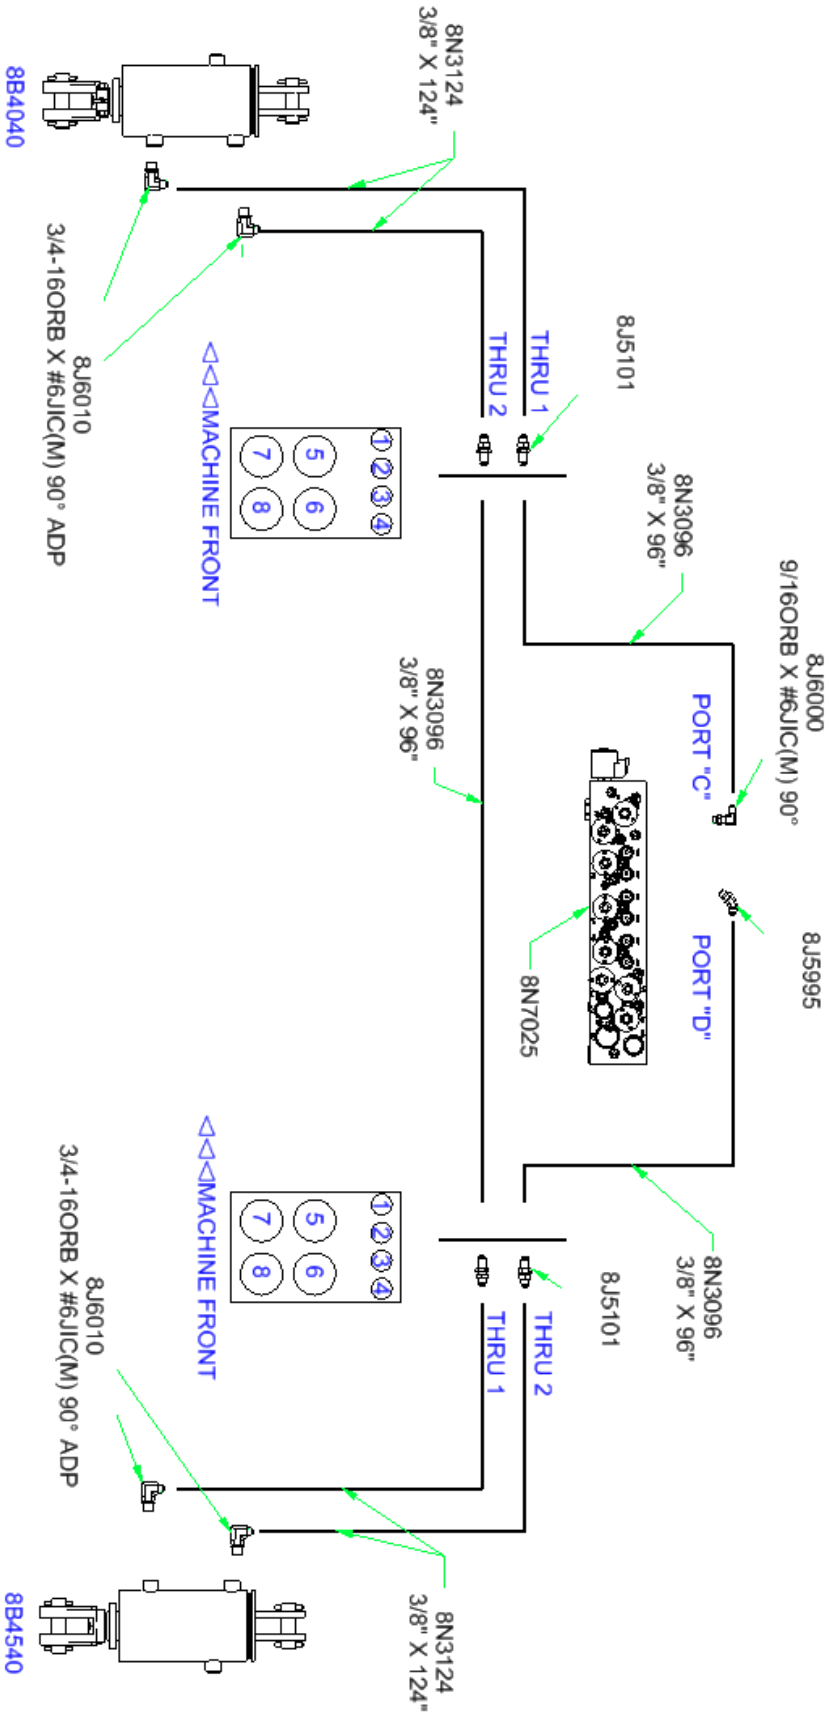 8N3124
3/8" X 124"
8B4040
8J6010
3/4-16ORB X #6JIC(M) 90° ADP
THRU 1
THRU 2
8J5101
◁◁◁MACHINE FRONT
1 2 3 4
5 6
7 8
8N3096
3/8" X 96"
8J6000
9/16ORB X #6JIC(M) 90°
PORT "C"
8N3096
3/8" X 96"
8N7025
8J5995
PORT "D"
8N3096
3/8" X 96"
8J5101
THRU 2
THRU 1
◁◁◁MACHINE FRONT
1 2 3 4
5 6
7 8
8J6010
3/4-16ORB X #6JIC(M) 90° ADP
8N3124
3/8" X 124"
8B4540